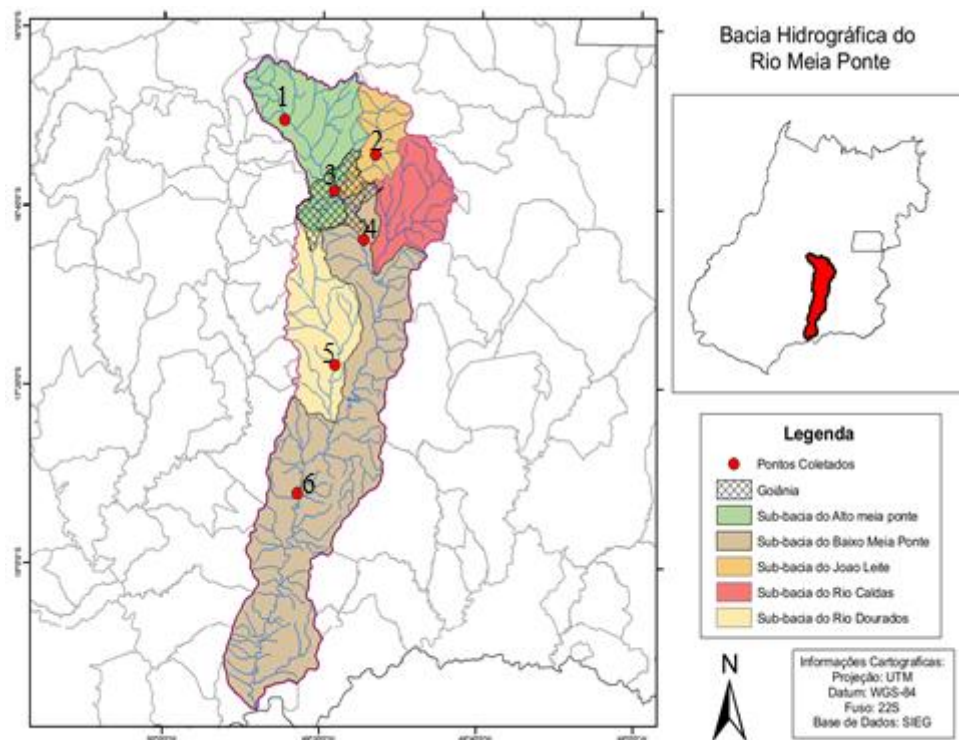 Bacia Hidrográfica do
Rio Meia Ponte
1
2
3
4
5
6
Legenda
Pontos Coletados
Goiânia
Sub-bacia do Alto meia ponte
Sub-bacia do Baixo Meia Ponte
Sub-bacia do Joao Leite
Sub-bacia do Rio Caldas
Sub-bacia do Rio Dourados
N
Informações Cartograficas:
Projeção: UTM
Datum: WGS-84
Fuso: 22S
Base de Dados: SIEG